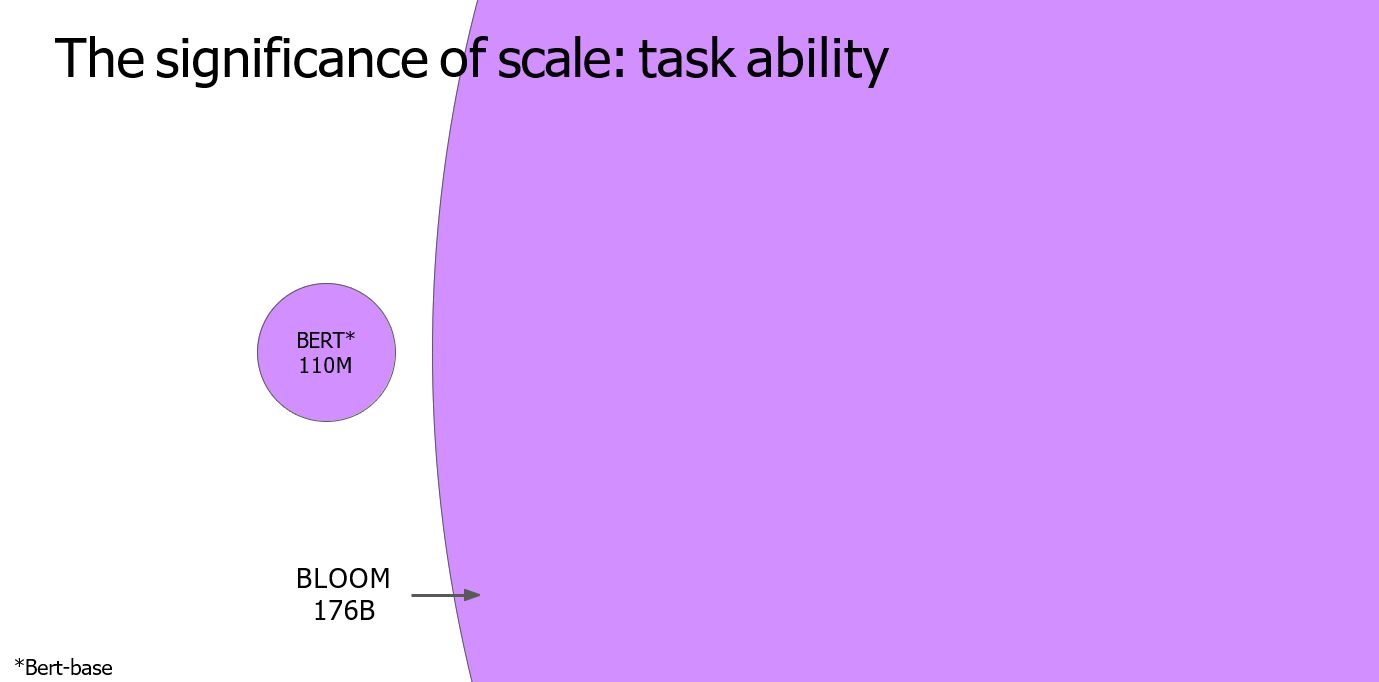 The significance of scale: task ability
BERT*
110M
BLOOM
176B
*Bert-base